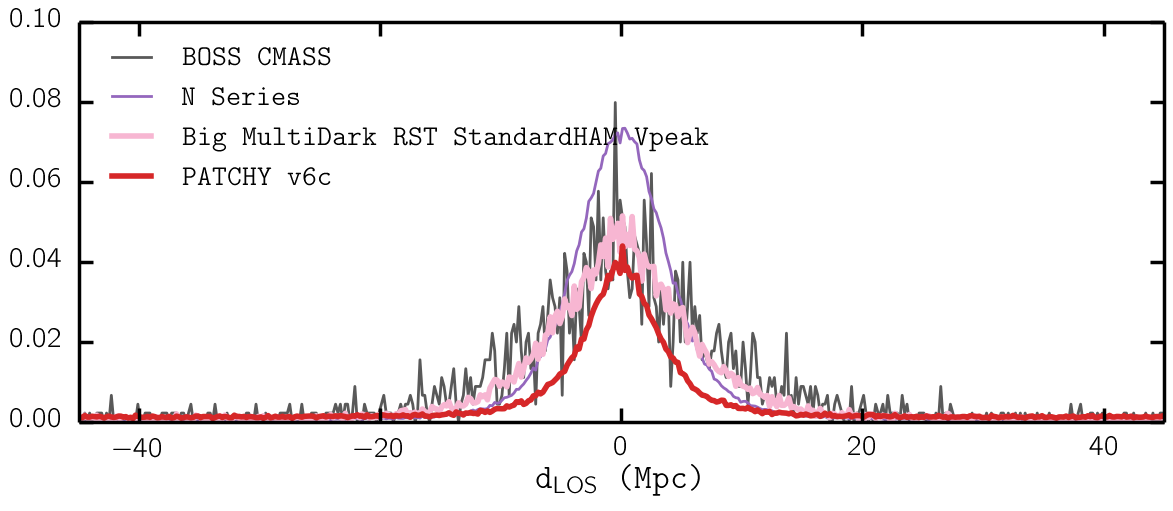 0.10
0.08
0.06
0.04
0.02
0.00
BOSS CMASS
N Series
Big MultiDark RST StandardHAM Vpeak
PATCHY v6c
−40 −20 0 20 40
dLOS (Mpc)